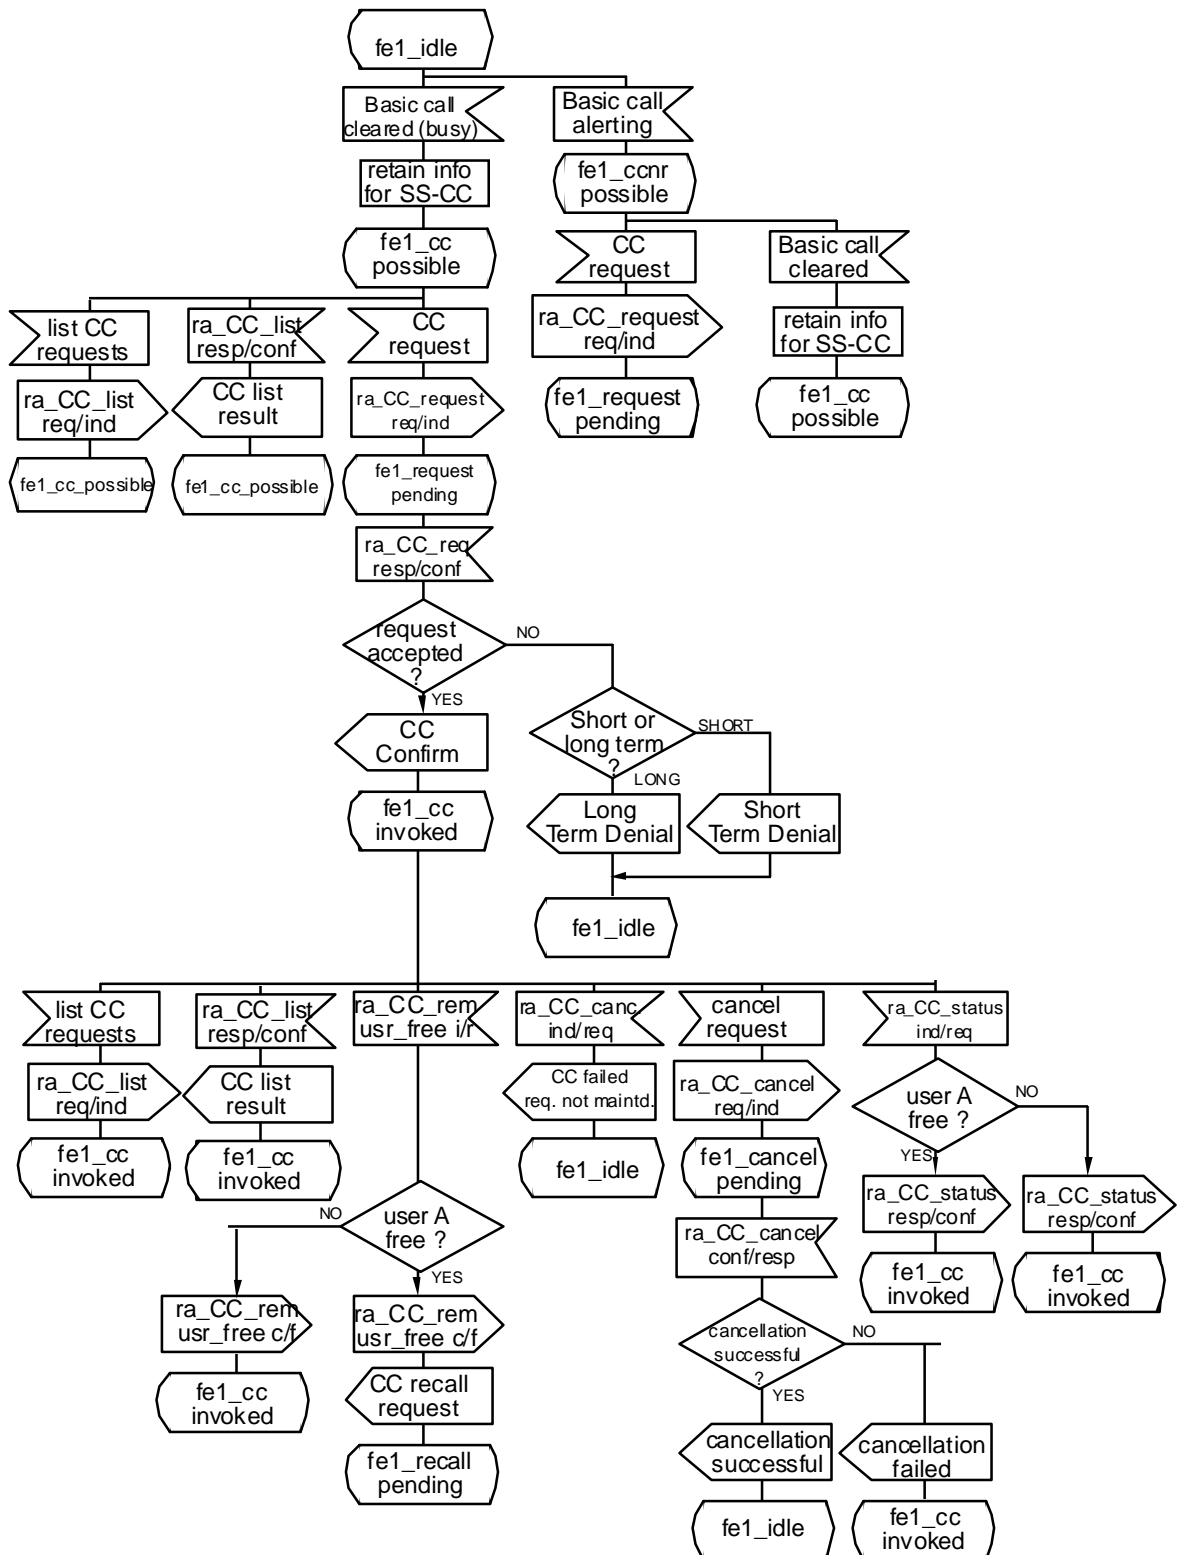 fe1_idle
Basic call
cleared (busy)
Basic call
alerting
retain info
for SS-CC
fe1_ccnr
possible
fe1_cc
possible
CC
request
Basic call
cleared
list CC
requests
ra_CC_list
resp/conf
CC
request
ra_CC_request
req/ind
retain info
for SS-CC
ra_CC_list
req/ind
CC list
result
ra_CC_request
req/ind
fe1_request
pending
fe1_cc
possible
fe1_cc_possible
fe1_cc_possible
fe1_request
pending
ra_CC_req
resp/conf
request
accepted
?
NO
YES
CC
Confirm
Short or
long term
?
SHORT
LONG
fe1_cc
invoked
Long
Term Denial
Short
Term Denial
fe1_idle
list CC
requests
ra_CC_list
resp/conf
ra_CC_rem
usr_free i/r
ra_CC_canc.
ind/req
cancel
request
ra_CC_status
ind/req
ra_CC_list
req/ind
CC list
result
CC failed
req. not maintd.
ra_CC_cancel
req/ind
user A
free ?
NO
YES
fe1_cc
invoked
fe1_cc
invoked
fe1_idle
fe1_cancel
pending
ra_CC_status
resp/conf
ra_CC_status
resp/conf
NO
user A
free ?
YES
ra_CC_cancel
conf/resp
fe1_cc
invoked
fe1_cc
invoked
ra_CC_rem
usr_free c/f
ra_CC_rem
usr_free c/f
cancellation
successful
?
NO
YES
fe1_cc
invoked
CC recall
request
cancellation
successful
cancellation
failed
fe1_recall
pending
fe1_idle
fe1_cc
invoked